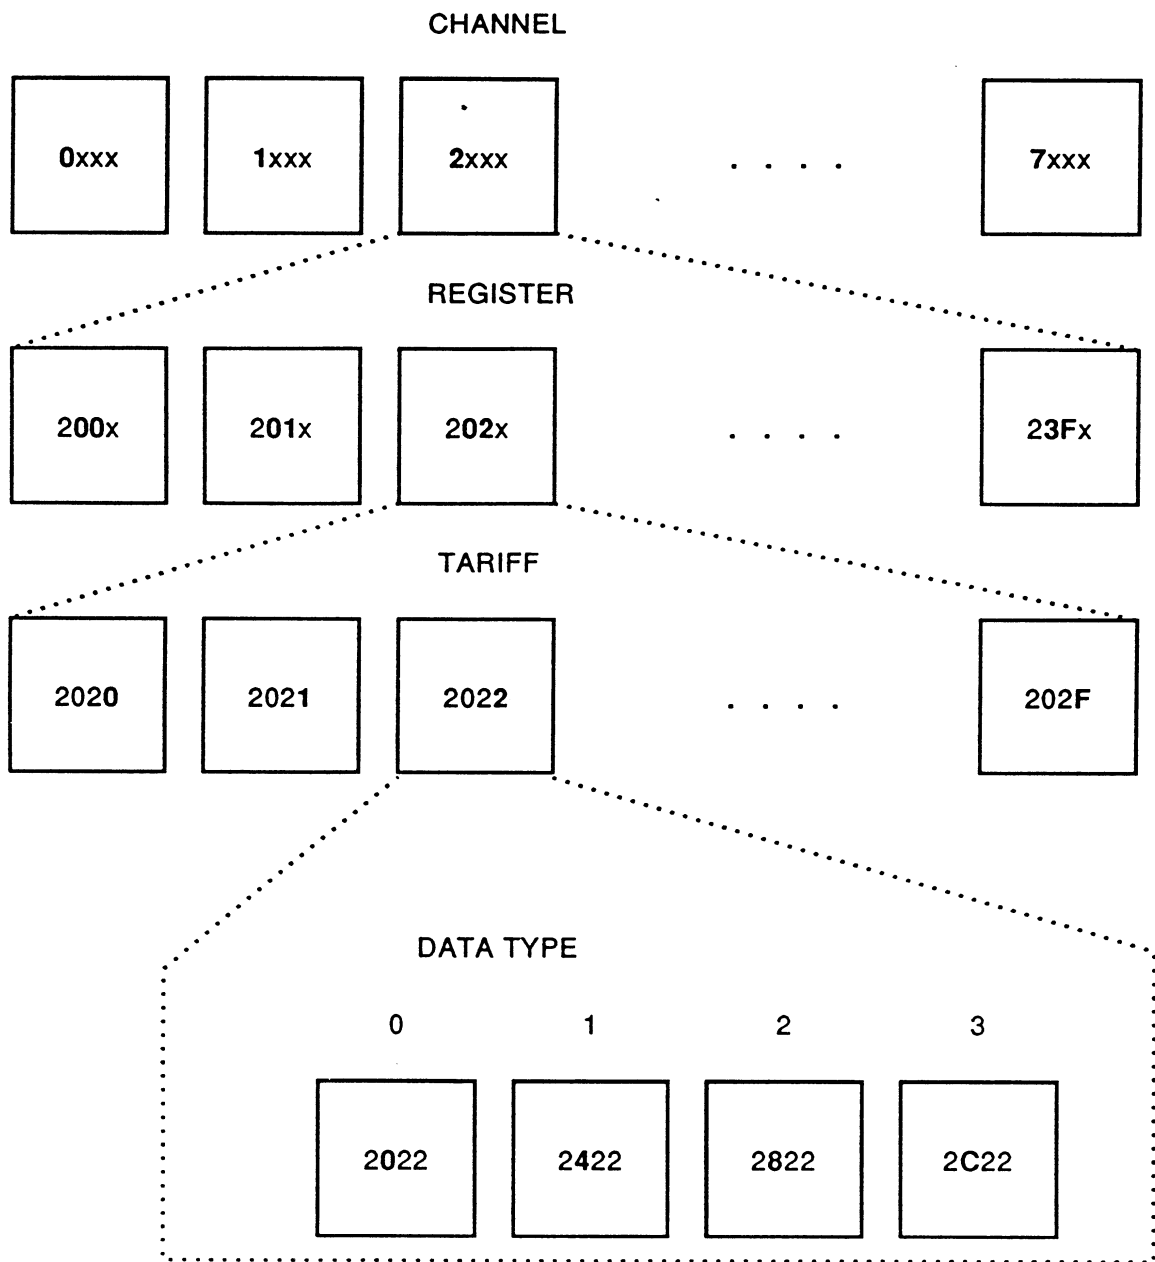 CHANNEL
0xxx 1xxx 2xxx . . . . 7xxx
REGISTER
200x 201x 202x . . . . 23Fx
TARIFF
2020 2021 2022 . . . . 202F
DATA TYPE
0 1 2 3
2022 2422 2822 2C22